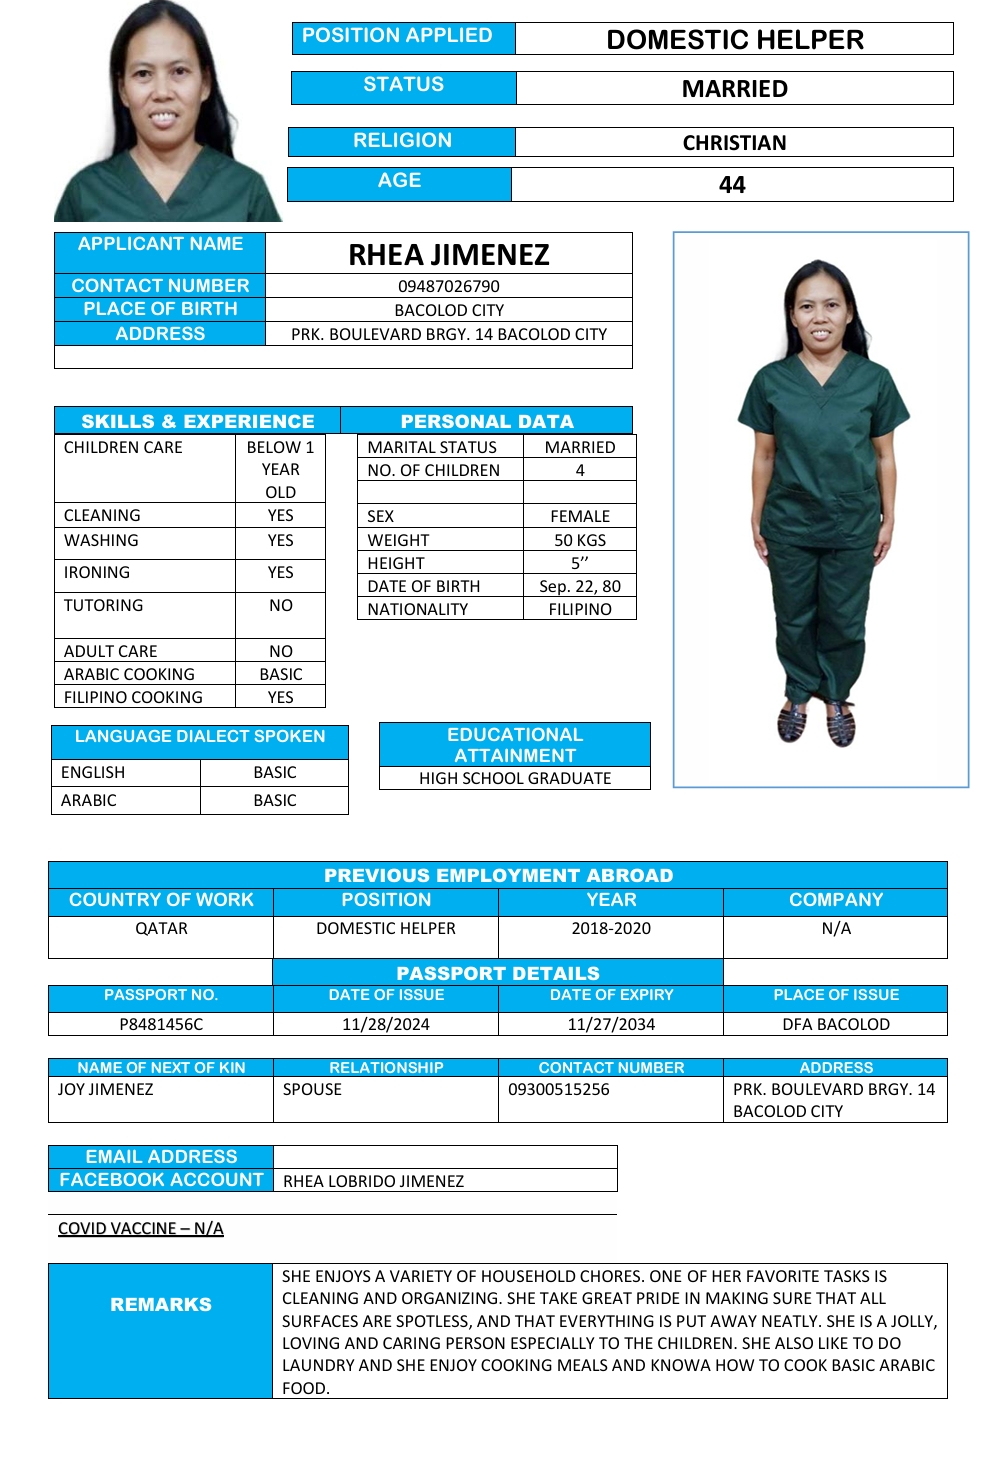 POSITION APPLIED DOMESTIC HELPER
STATUS MARRIED
RELIGION CHRISTIAN
AGE 44
APPLICANT NAME RHEA JIMENEZ
CONTACT NUMBER 09487026790
PLACE OF BIRTH BACOLOD CITY
ADDRESS PRK. BOULEVARD BRGY. 14 BACOLOD CITY
SKILLS & EXPERIENCE
CHILDREN CARE BELOW 1
YEAR
OLD
CLEANING YES
WASHING YES
IRONING YES
TUTORING NO
ADULT CARE NO
ARABIC COOKING BASIC
FILIPINO COOKING YES
PERSONAL DATA
MARITAL STATUS MARRIED
NO. OF CHILDREN 4
SEX FEMALE
WEIGHT 50 KGS
HEIGHT 5’’
DATE OF BIRTH Sep. 22, 80
NATIONALITY FILIPINO
LANGUAGE DIALECT SPOKEN
ENGLISH BASIC
ARABIC BASIC
EDUCATIONAL
ATTAINMENT
HIGH SCHOOL GRADUATE
PREVIOUS EMPLOYMENT ABROAD
COUNTRY OF WORK POSITION YEAR COMPANY
QATAR DOMESTIC HELPER 2018-2020 N/A
PASSPORT DETAILS
PASSPORT NO. DATE OF ISSUE DATE OF EXPIRY PLACE OF ISSUE
P8481456C 11/28/2024 11/27/2034 DFA BACOLOD
NAME OF NEXT OF KIN RELATIONSHIP CONTACT NUMBER ADDRESS
JOY JIMENEZ SPOUSE 09300515256 PRK. BOULEVARD BRGY. 14
BACOLOD CITY
EMAIL ADDRESS
FACEBOOK ACCOUNT RHEA LOBRIDO JIMENEZ
COVID VACCINE – N/A
REMARKS
SHE ENJOYS A VARIETY OF HOUSEHOLD CHORES. ONE OF HER FAVORITE TASKS IS
CLEANING AND ORGANIZING. SHE TAKE GREAT PRIDE IN MAKING SURE THAT ALL
SURFACES ARE SPOTLESS, AND THAT EVERYTHING IS PUT AWAY NEATLY. SHE IS A JOLLY,
LOVING AND CARING PERSON ESPECIALLY TO THE CHILDREN. SHE ALSO LIKE TO DO
LAUNDRY AND SHE ENJOY COOKING MEALS AND KNOWA HOW TO COOK BASIC ARABIC
FOOD.